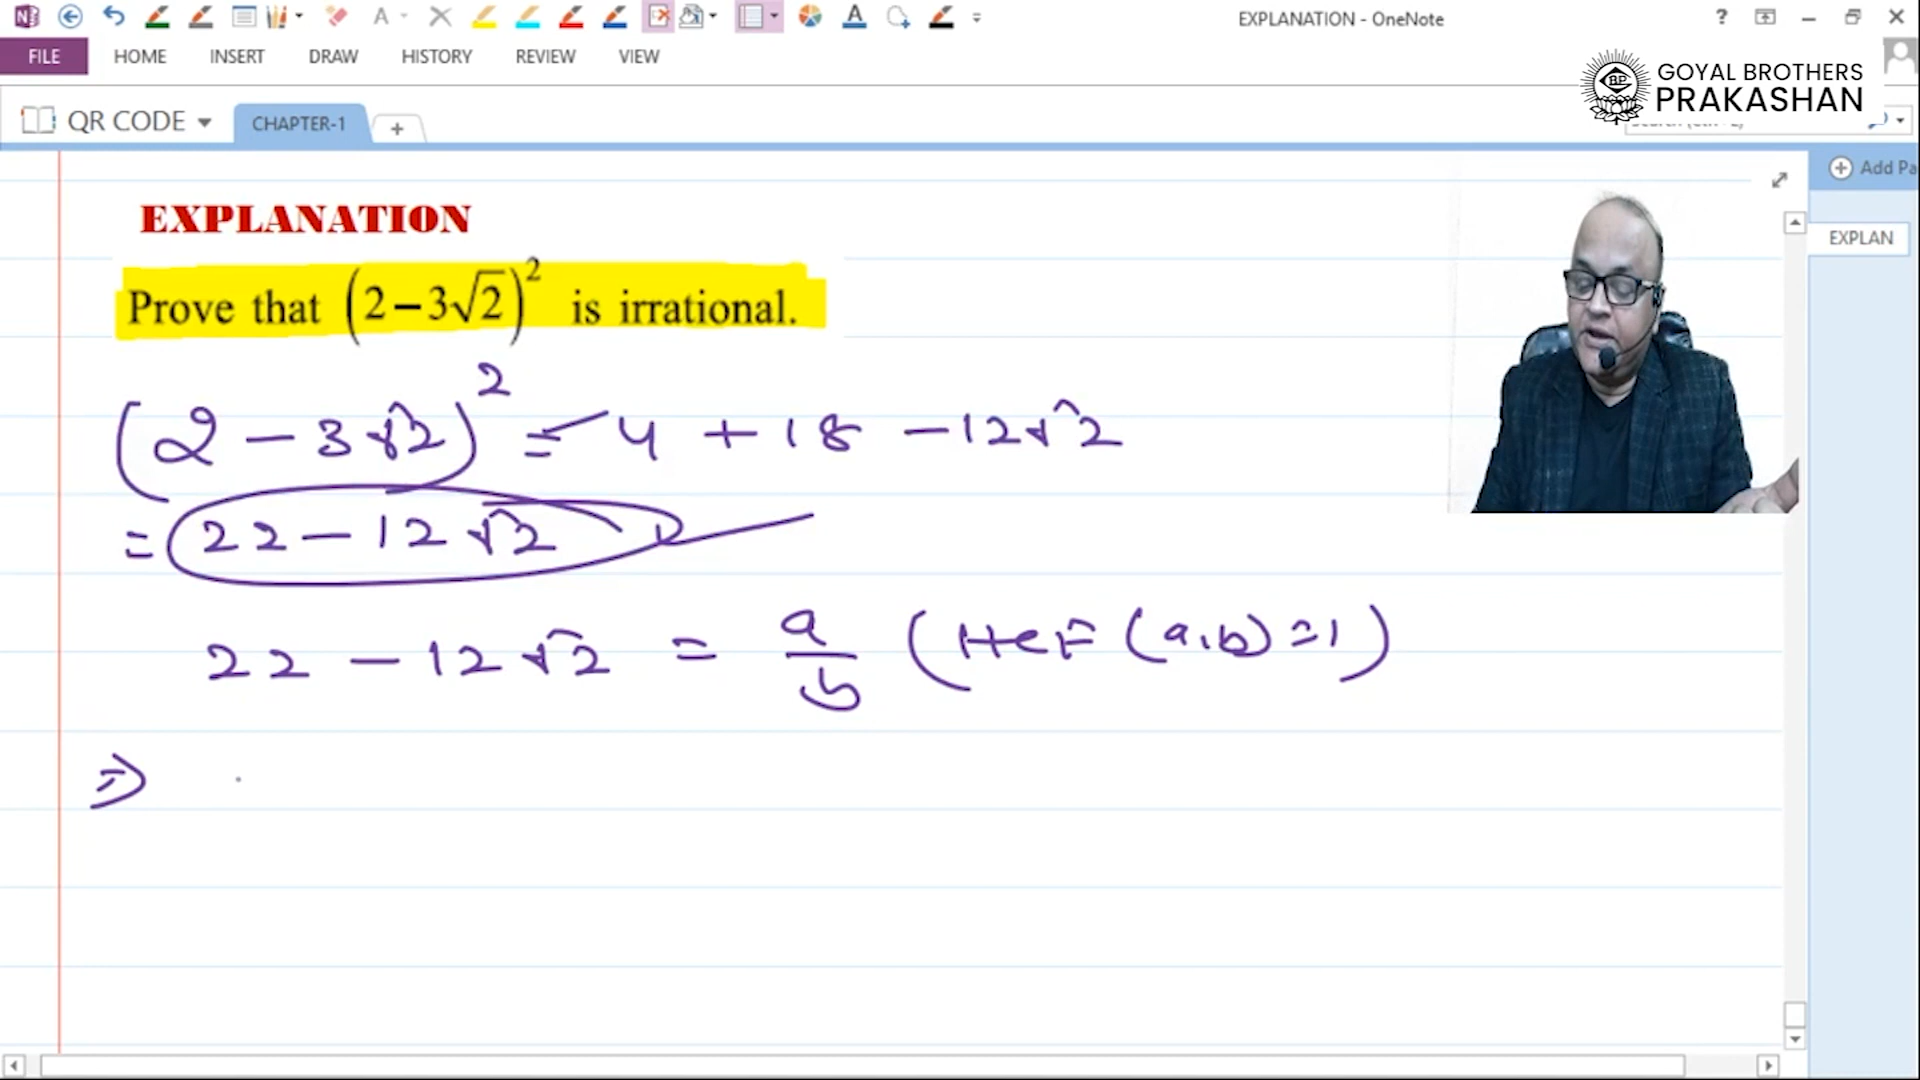 EXPLANATION - OneNote
FILE HOME INSERT DRAW HISTORY REVIEW VIEW
GOYAL BROTHERS
PRAKASHAN
QR CODE CHAPTER-1 +
Add Pa
EXPLAN
EXPLANATION
Prove that (2−3√2)² is irrational.
(2 − 3√2)² = 4 + 18 − 12√2
= 22 − 12√2
22 − 12√2 = a/b (HCF (a,b) = 1)
⇒